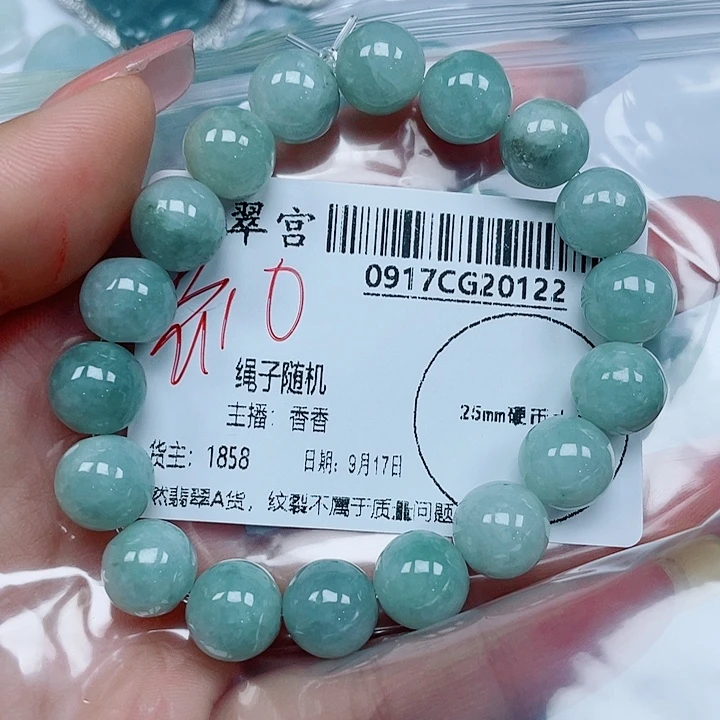 翠宫
0917CG20122
绳子随机
主播：香香
25mm硬币
货主：1858
日期：9月17日
然翡翠A货，纹裂不属于质量问题